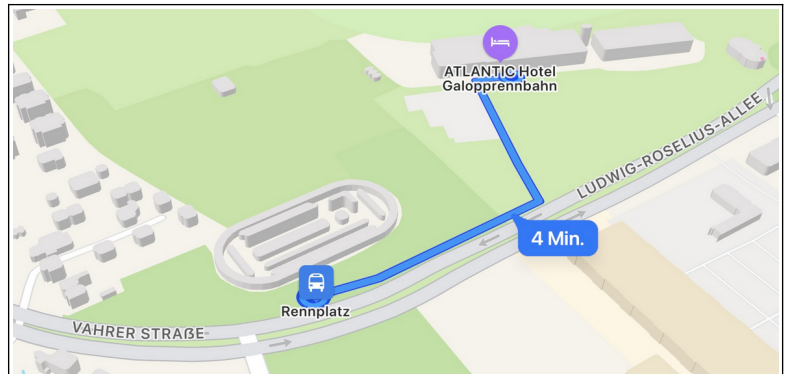 ATLANTIC Hotel
Galopprennbahn
LUDWIG-ROSELIUS-ALLEE
4 Min.
Rennplatz
VAHRER STRAßE